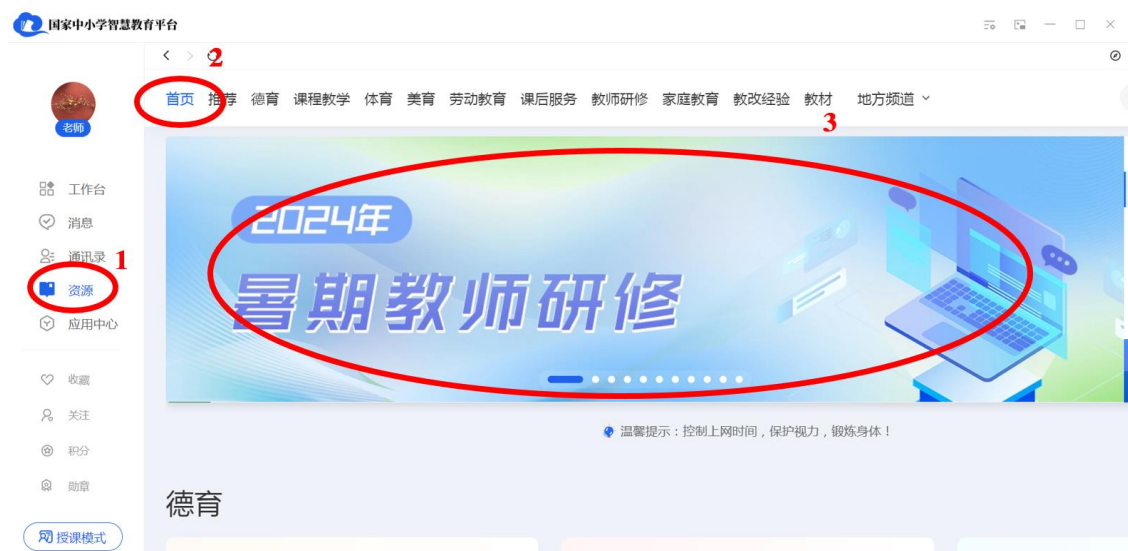 国家中小学智慧教育平台
2
首页 推荐 德育 课程教学 体育 美育 劳动教育 课后服务 教师研修 家庭教育 教改经验 教材 地方频道
3
老师
工作台
消息
通讯录
1
资源
应用中心
收藏
关注
积分
勋章
授课模式
2024年
暑期教师研修
温馨提示：控制上网时间，保护视力，锻炼身体！
德育